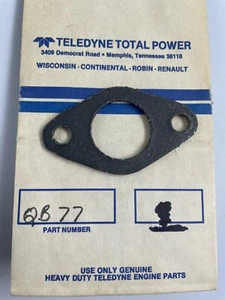 TELEDYNE TOTAL POWER
3409 Democrat Road • Memphis, Tennessee 38118
WISCONSIN - CONTINENTAL - ROBIN - RENAULT
QB 77
PART NUMBER
USE ONLY GENUINE
HEAVY DUTY TELEDYNE ENGINE PARTS